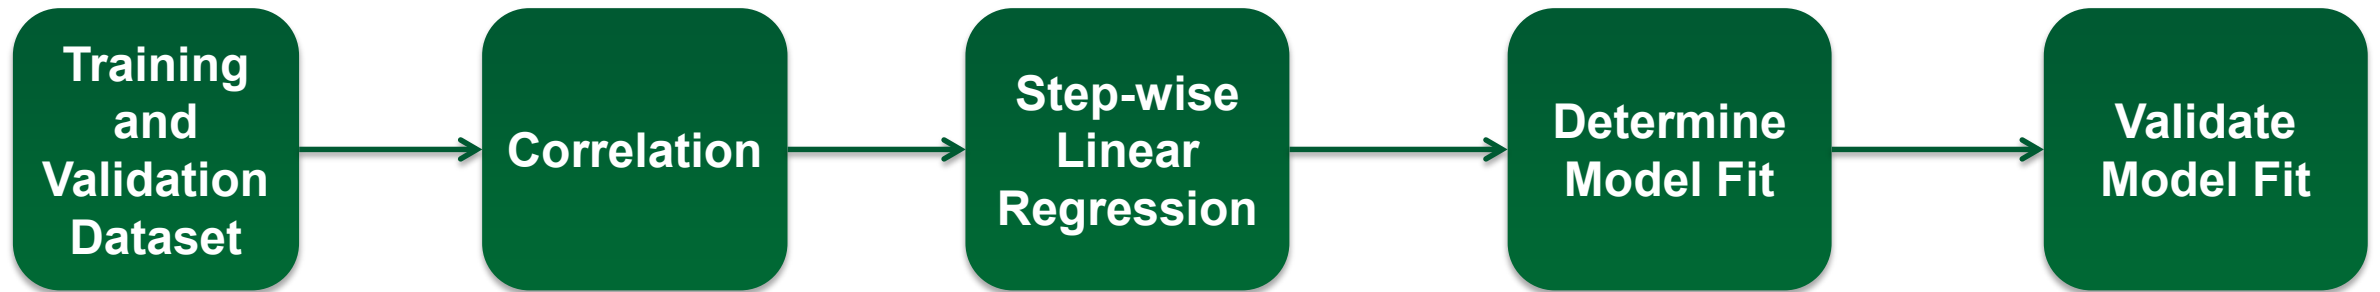 Training
and
Validation
Dataset
Correlation
Step-wise
Linear
Regression
Determine
Model Fit
Validate
Model Fit